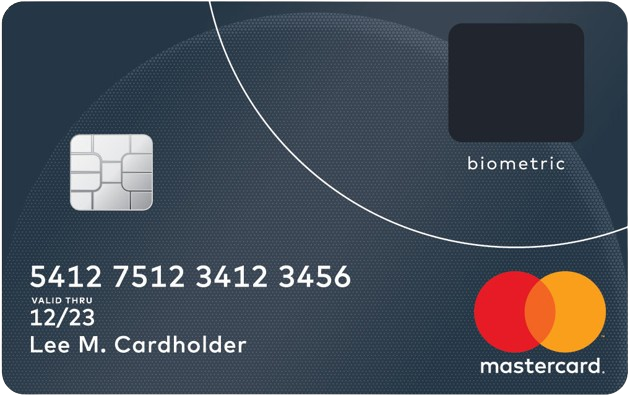 biometric
5412 7512 3412 3456
VALID THRU
12/23
Lee M. Cardholder
mastercard.